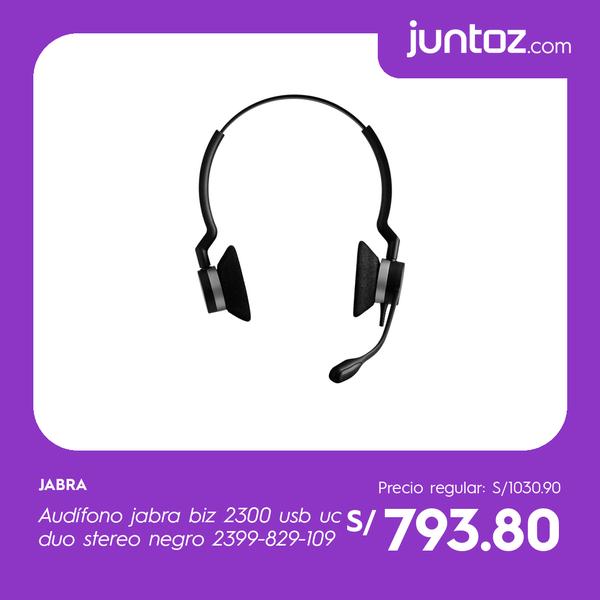 juntoz.com
JABRA
Precio regular: S/1030.90
Audífono jabra biz 2300 usb uc
duo stereo negro 2399-829-109
S/793.80